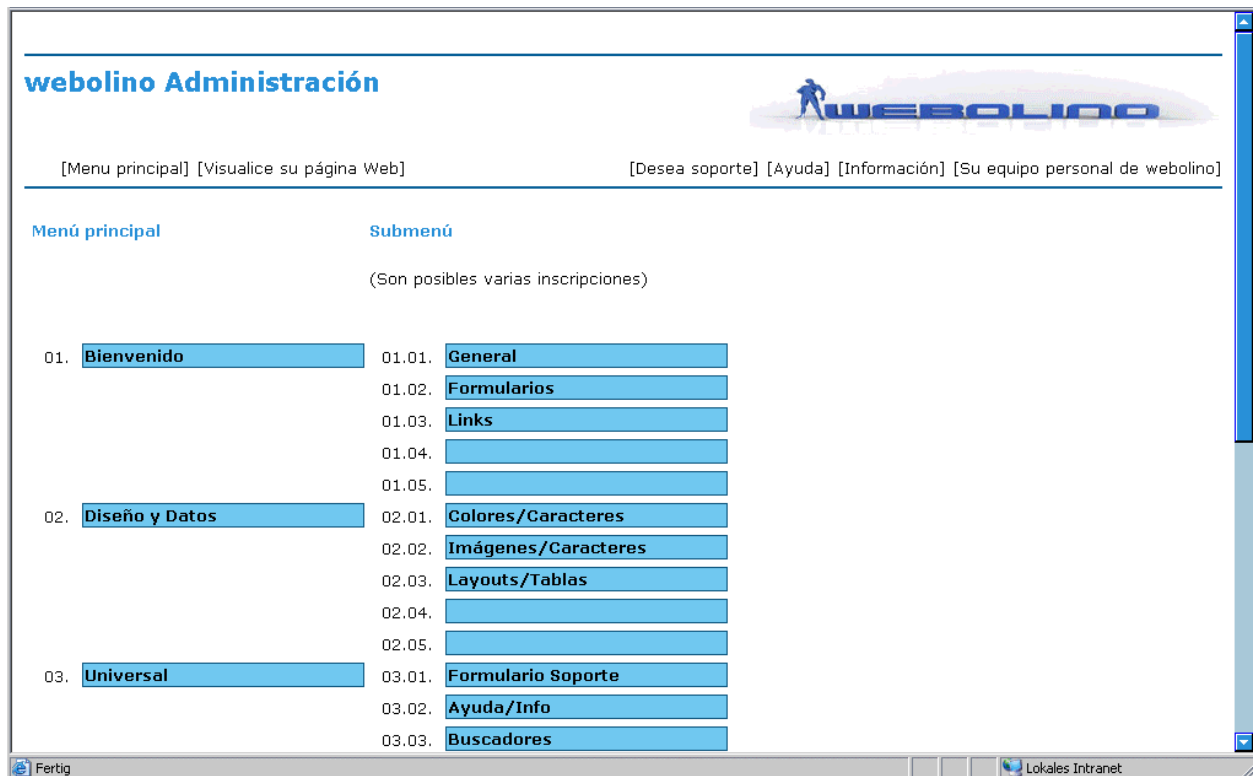 webolino Administración
WEBOLINO
[Menu principal] [Visualice su página Web] [Desea soporte] [Ayuda] [Información] [Su equipo personal de webolino]
Menú principal Submenú
(Son posibles varias inscripciones)
01. Bienvenido 01.01. General
01.02. Formularios
01.03. Links
01.04.
01.05.
02. Diseño y Datos 02.01. Colores/Caracteres
02.02. Imágenes/Caracteres
02.03. Layouts/Tablas
02.04.
02.05.
03. Universal 03.01. Formulario Soporte
03.02. Ayuda/Info
03.03. Buscadores
Fertig Lokales Intranet